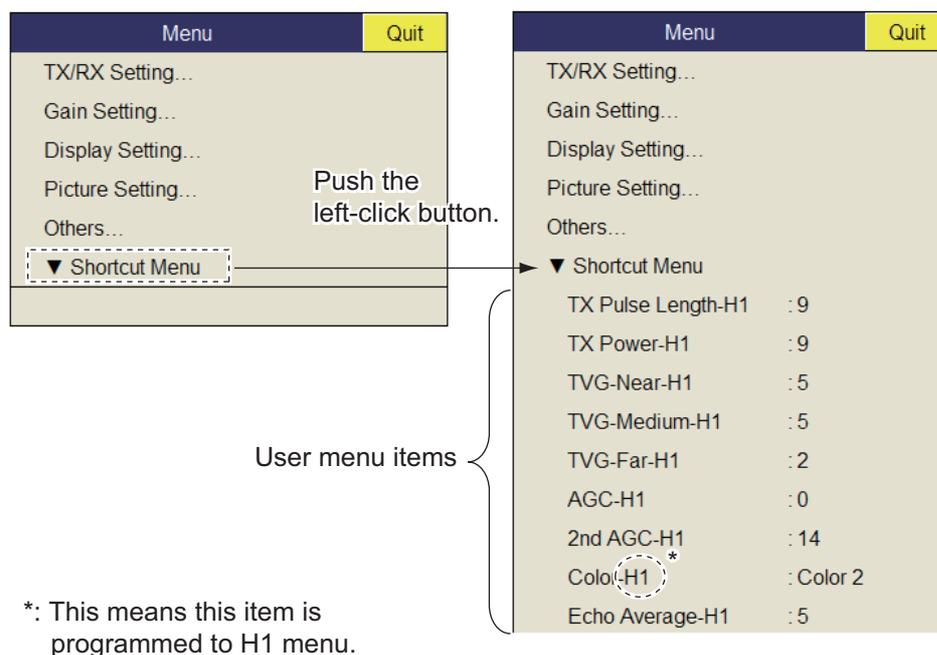 Menu Quit
TX/RX Setting...
Gain Setting...
Display Setting...
Picture Setting...
Others...
▼ Shortcut Menu
Push the
left-click button.
Menu Quit
TX/RX Setting...
Gain Setting...
Display Setting...
Picture Setting...
Others...
▼ Shortcut Menu
TX Pulse Length-H1 : 9
TX Power-H1 : 9
TVG-Near-H1 : 5
TVG-Medium-H1 : 5
TVG-Far-H1 : 2
AGC-H1 : 0
2nd AGC-H1 : 14
Color-H1 * : Color 2
Echo Average-H1 : 5
User menu items
*: This means this item is
programmed to H1 menu.